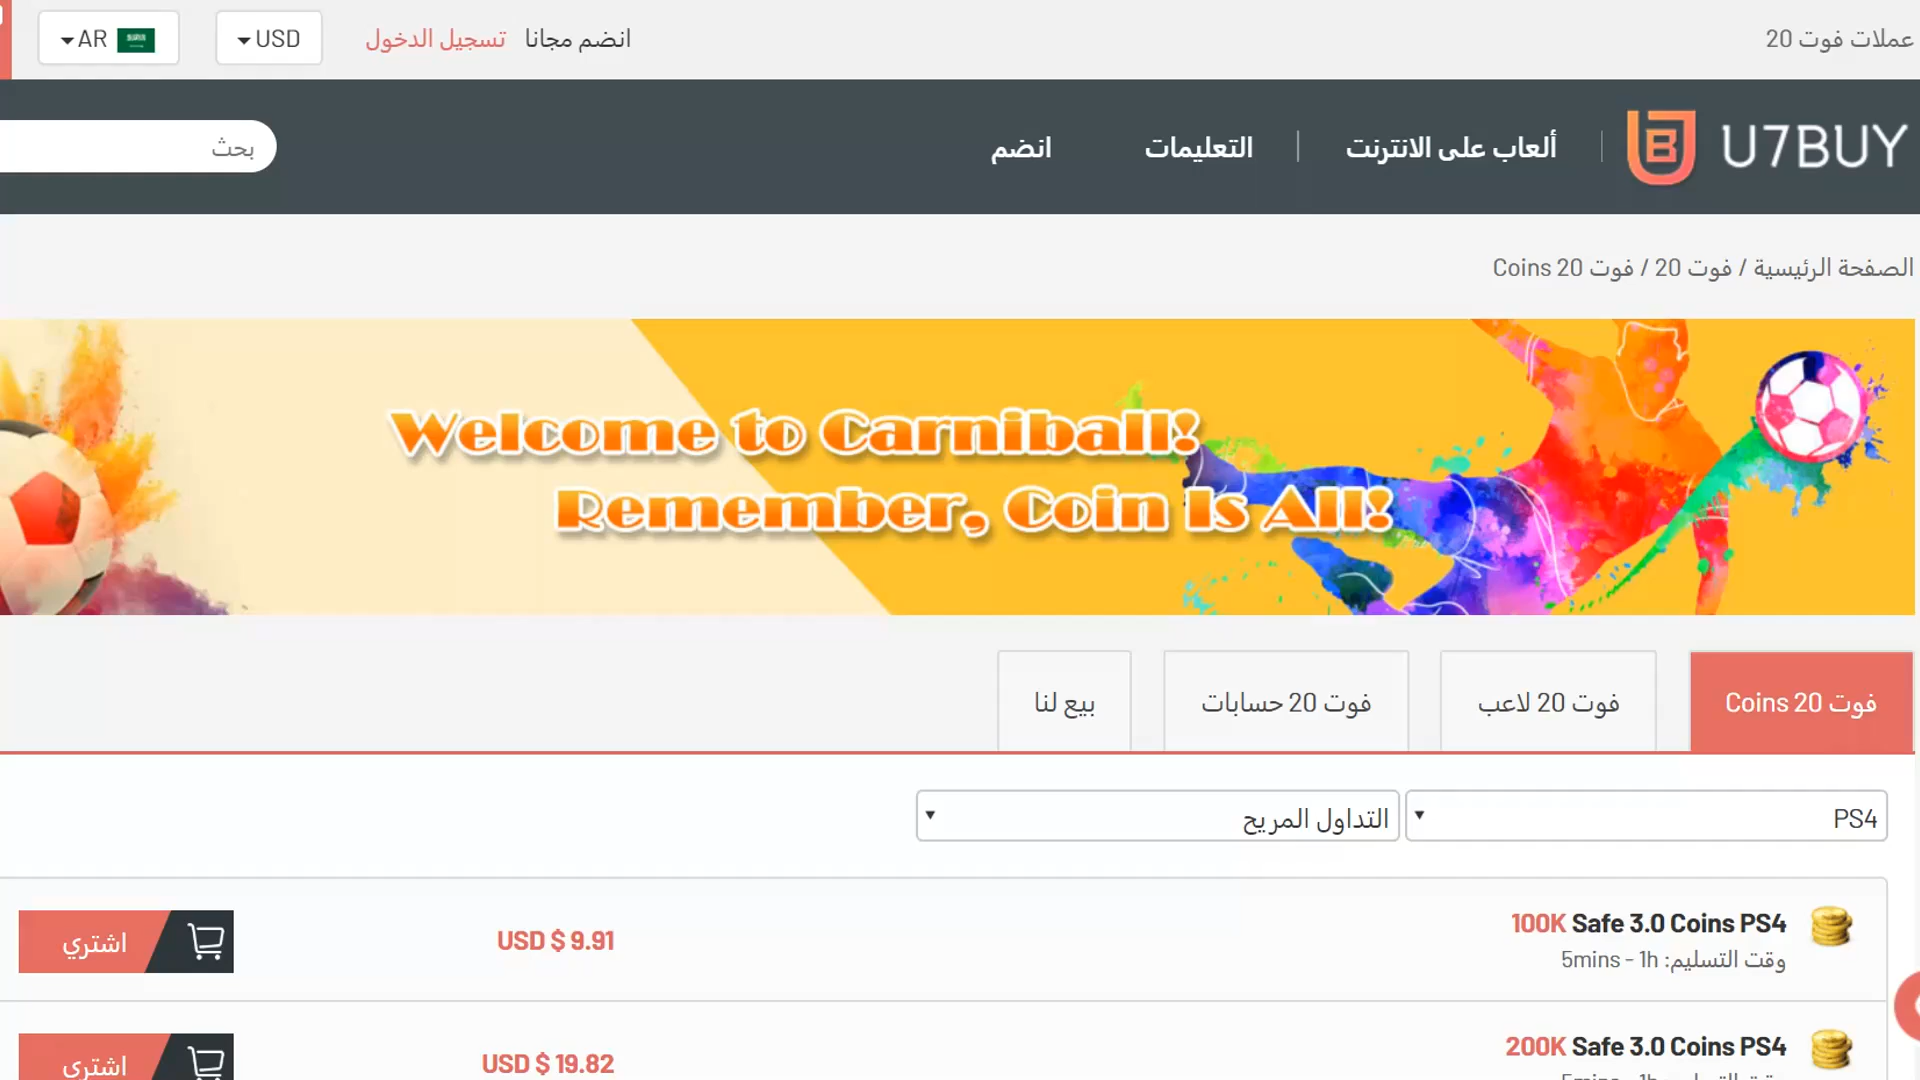 عملات فوت 20
انضم مجانا
تسجيل الدخول
USD
AR
U7BUY
ألعاب على الانترنت
التعليمات
انضم
بحث
الصفحة الرئيسية / فوت 20 / فوت 20 Coins
Welcome to Carniball!
Remember, Coin Is All!
فوت 20 Coins
فوت 20 لاعب
فوت 20 حسابات
بيع لنا
PS4
التداول المريح
100K Safe 3.0 Coins PS4
وقت التسليم: 5mins - 1h
USD $ 9.91
اشتري
200K Safe 3.0 Coins PS4
USD $ 19.82
اشتري